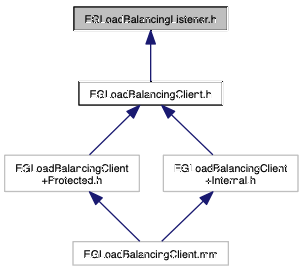 EGLoadBalancingListener.h
EGLoadBalancingClient.h
EGLoadBalancingClient
+Protected.h
EGLoadBalancingClient
+Internal.h
EGLoadBalancingClient.mm